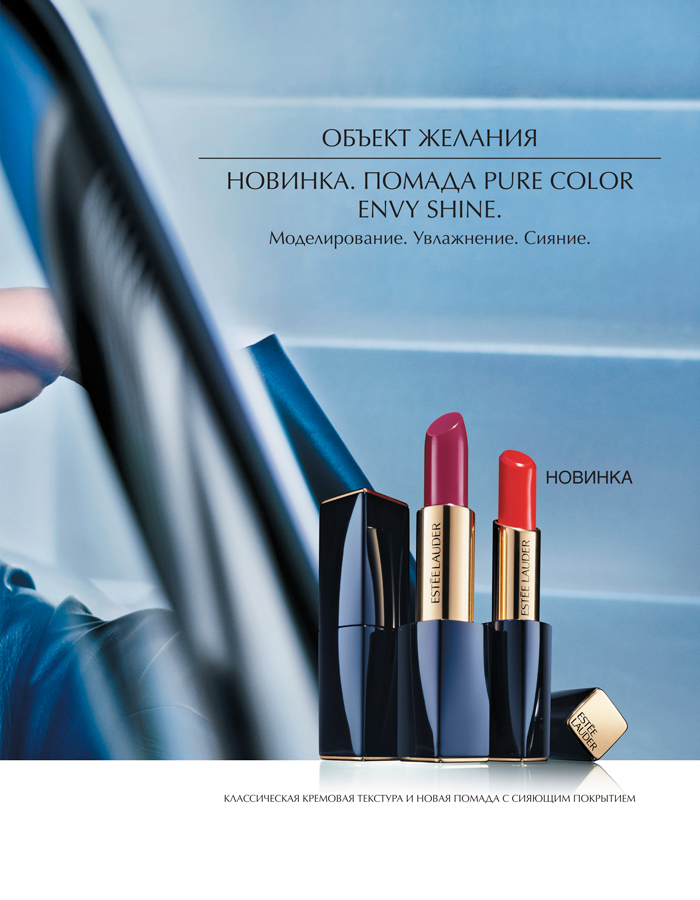 ОБЪЕКТ ЖЕЛАНИЯ
НОВИНКА. ПОМАДА PURE COLOR
ENVY SHINE.
Моделирование. Увлажнение. Сияние.
НОВИНКА
ESTĒE LAUDER
ESTĒE LAUDER
ESTĒE
LAUDER
КЛАССИЧЕСКАЯ КРЕМОВАЯ ТЕКСТУРА И НОВАЯ ПОМАДА С СИЯЮЩИМ ПОКРЫТИЕМ